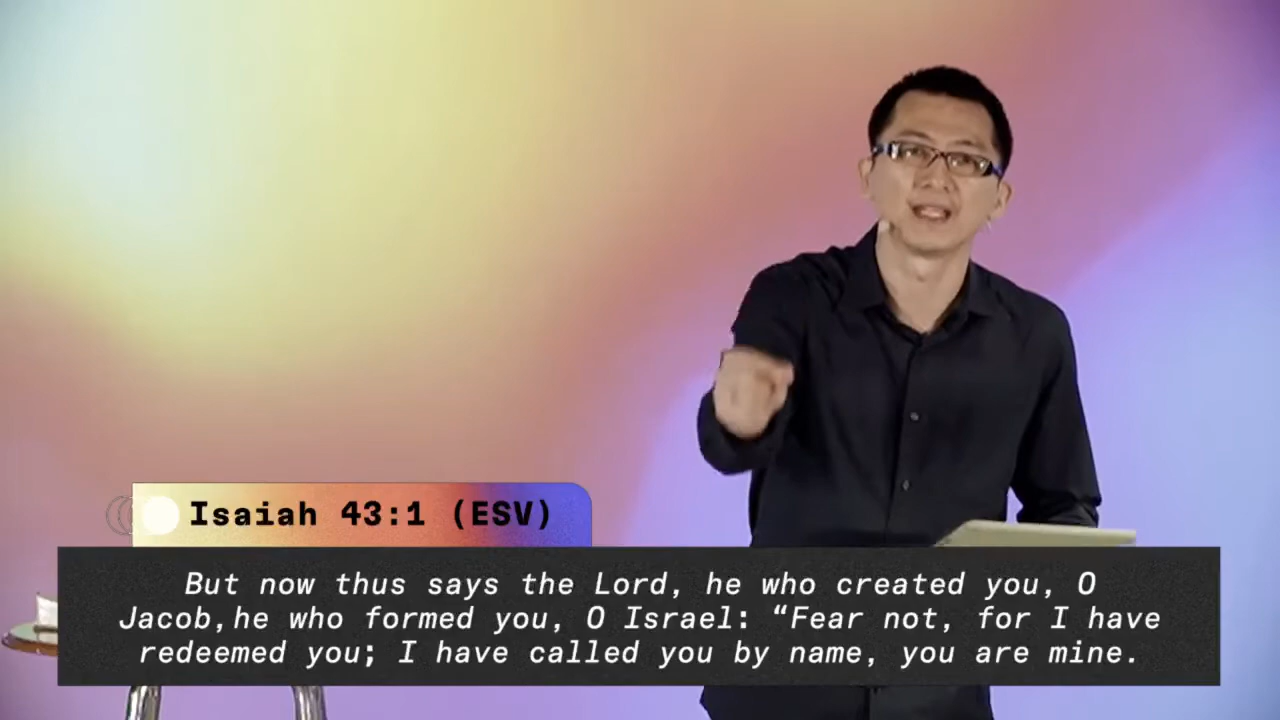 Isaiah 43:1 (ESV)
But now thus says the Lord, he who created you, O
Jacob,he who formed you, O Israel: “Fear not, for I have
redeemed you; I have called you by name, you are mine.